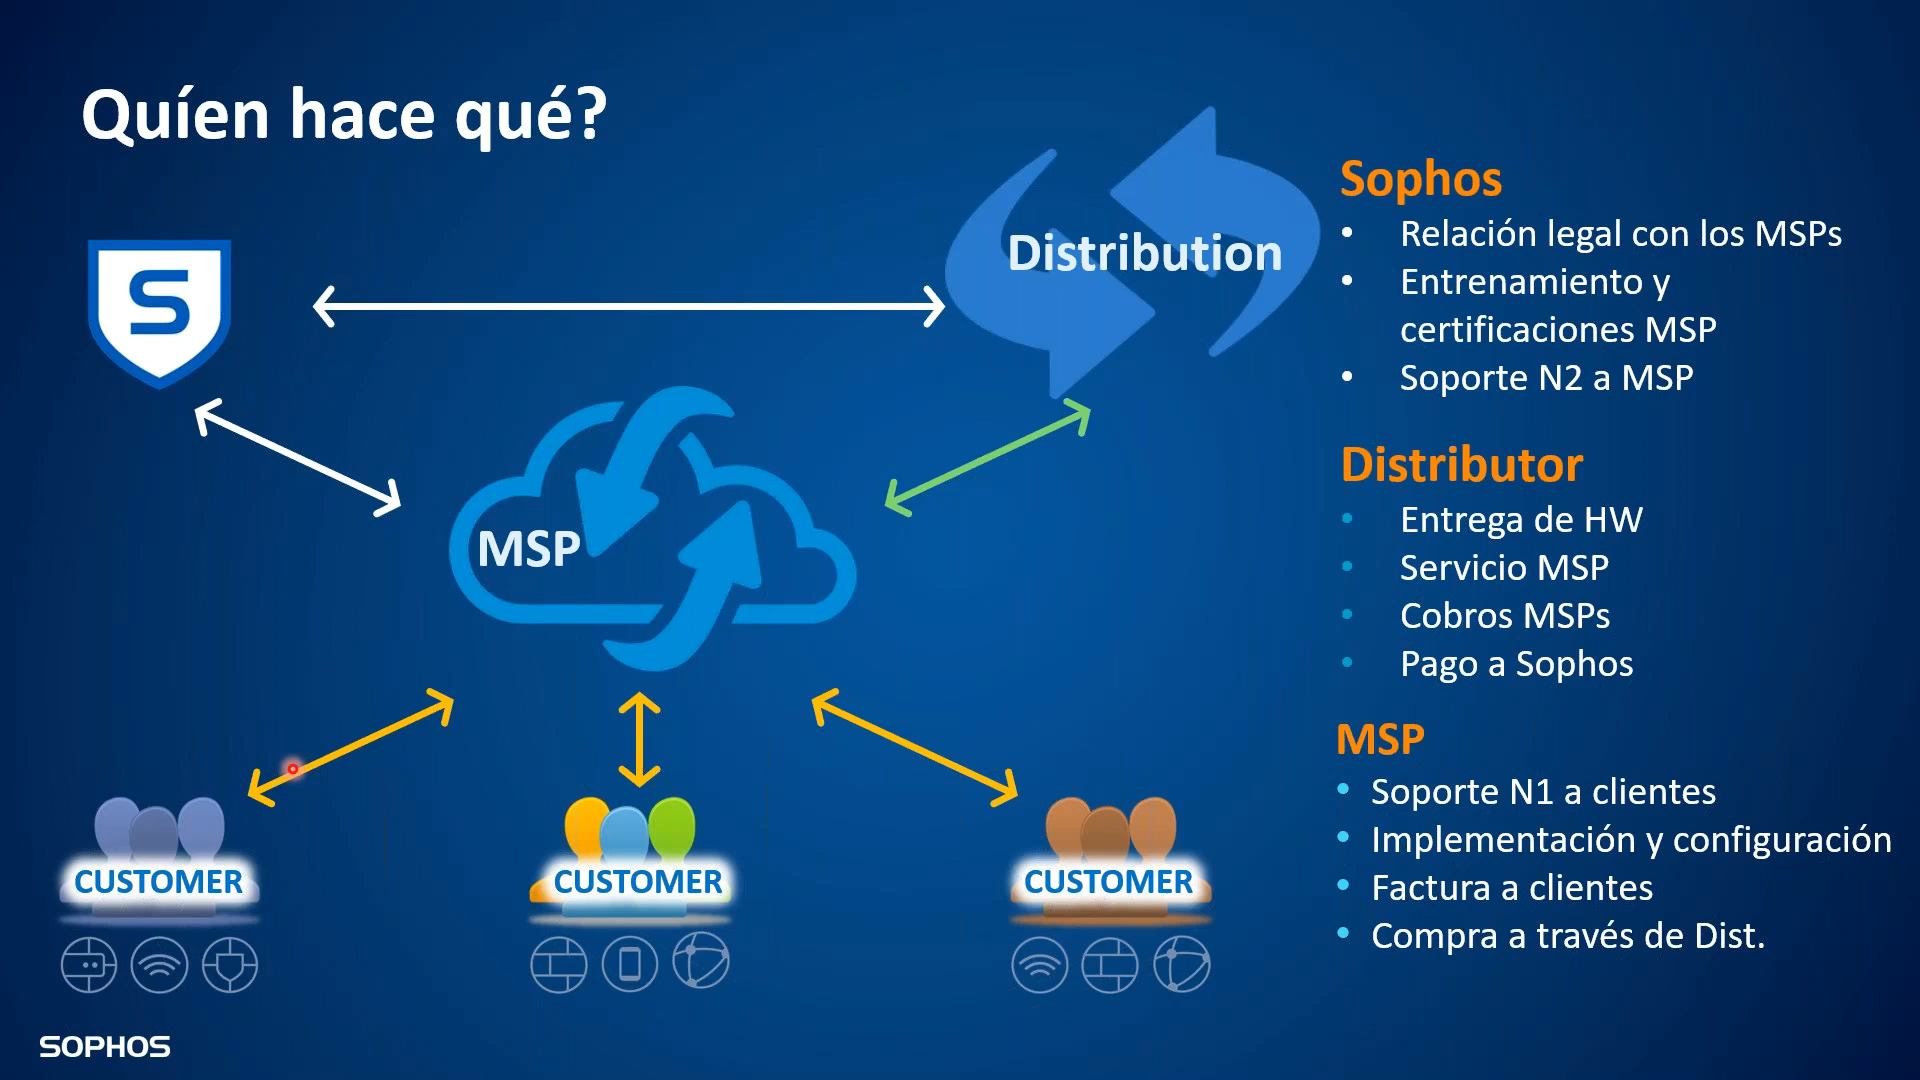 Quíen hace qué?
S
Distribution
MSP
CUSTOMER
CUSTOMER
CUSTOMER
Sophos
• Relación legal con los MSPs
• Entrenamiento y
certificaciones MSP
• Soporte N2 a MSP
Distributor
• Entrega de HW
• Servicio MSP
• Cobros MSPs
• Pago a Sophos
MSP
• Soporte N1 a clientes
• Implementación y configuración
• Factura a clientes
• Compra a través de Dist.
SOPHOS